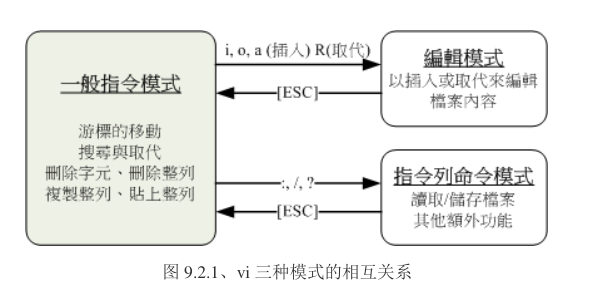 一般指令模式
游標的移動
搜尋與取代
刪除字元、刪除整列
複製整列、貼上整列
i, o, a (插入) R(取代)
[ESC]
編輯模式
以插入或取代來編輯
檔案內容
:, /, ?
[ESC]
指令列命令模式
讀取/儲存檔案
其他額外功能
图 9.2.1、vi 三种模式的相互关系